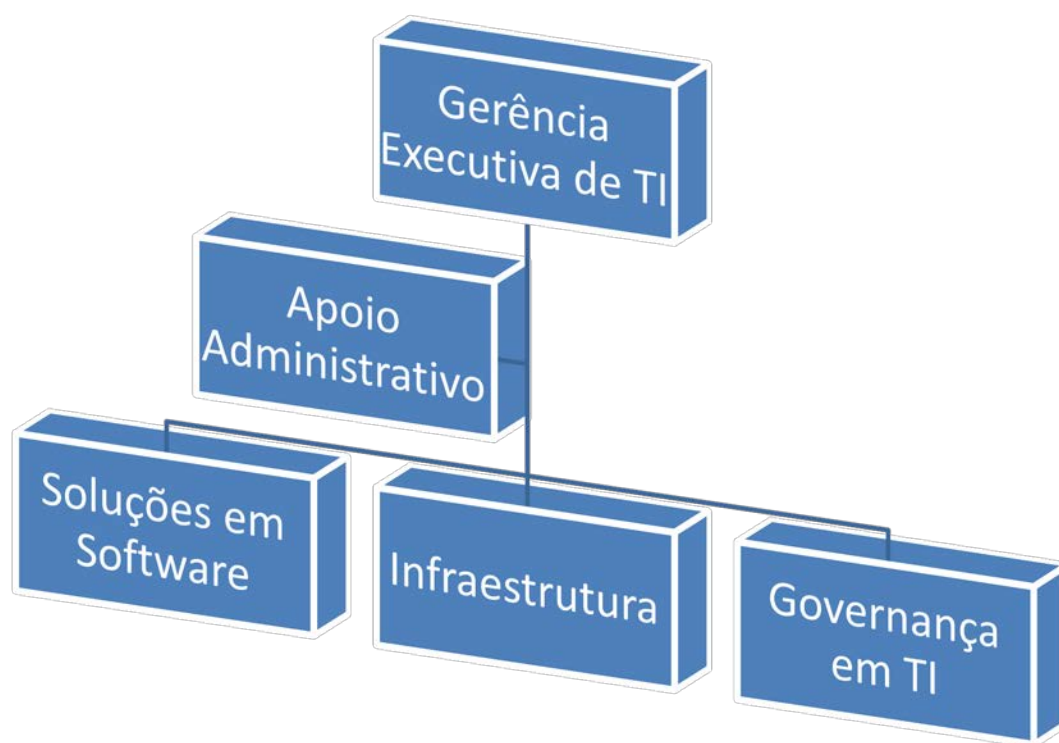 Gerência
Executiva de TI
Apoio
Administrativo
Soluções em
Software
Infraestrutura
Governança
em TI